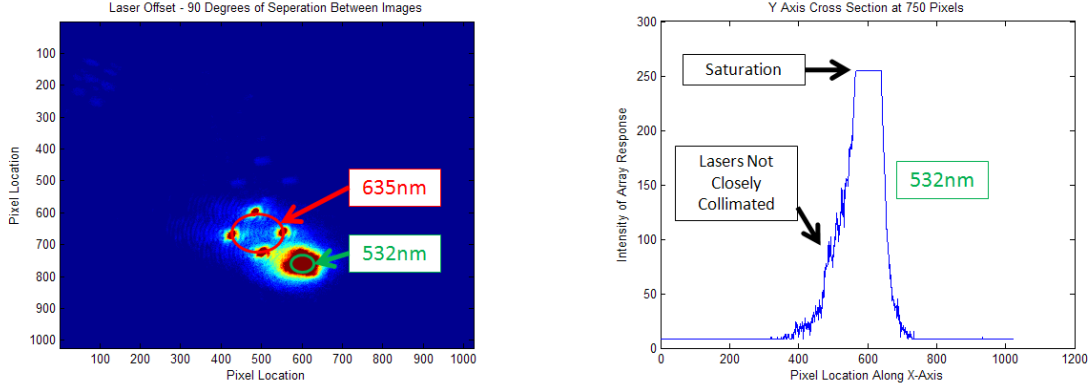 Laser Offset - 90 Degrees of Seperation Between Images
100
200
300
400
500
600
700
800
900
1000
Pixel Location
100 200 300 400 500 600 700 800 900 1000
Pixel Location
635nm
532nm
Y Axis Cross Section at 750 Pixels
300
250
200
150
100
50
0
Intensity of Array Response
0 200 400 600 800 1000 1200
Pixel Location Along X-Axis
Saturation
Lasers Not
Closely
Collimated
532nm